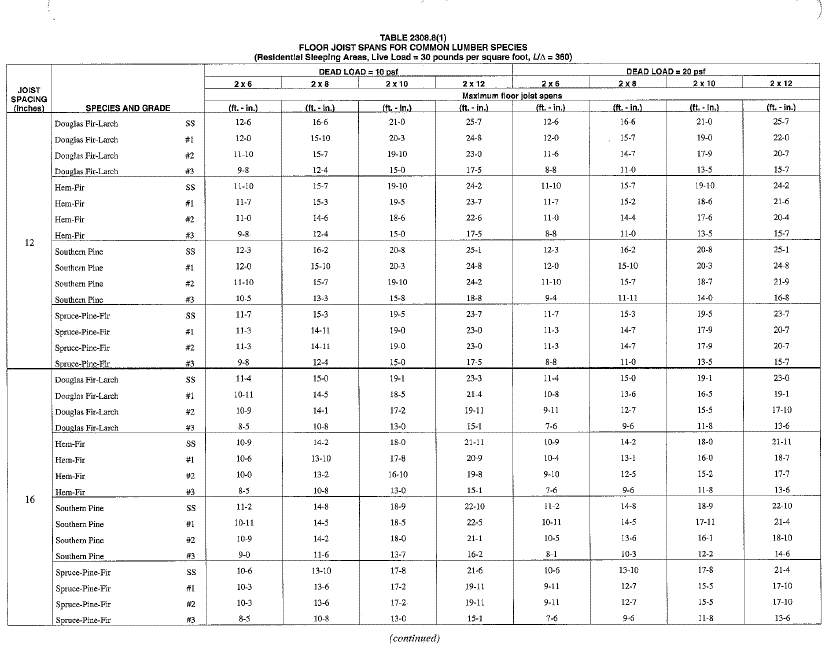 TABLE 2308.8(1)
FLOOR JOIST SPANS FOR COMMON LUMBER SPECIES
(Residential Sleeping Areas, Live Load = 30 pounds per square foot, L/Δ = 360)
JOIST SPACING (inches) SPECIES AND GRADE DEAD LOAD = 10 psf DEAD LOAD = 20 psf
2 x 6 2 x 8 2 x 10 2 x 12 2 x 6 2 x 8 2 x 10 2 x 12
Maximum floor joist spans
(ft. - in.) (ft. - in.) (ft. - in.) (ft. - in.) (ft. - in.) (ft. - in.) (ft. - in.) (ft. - in.)
12
Douglas Fir-Larch SS 12-6 16-6 21-0 25-7 12-6 16-6 21-0 25-7
Douglas Fir-Larch #1 12-0 15-10 20-3 24-8 12-0 15-7 19-0 22-0
Douglas Fir-Larch #2 11-10 15-7 19-10 23-0 11-6 14-7 17-9 20-7
Douglas Fir-Larch #3 9-8 12-4 15-0 17-5 8-8 11-0 13-5 15-7
Hem-Fir SS 11-10 15-7 19-10 24-2 11-10 15-7 19-10 24-2
Hem-Fir #1 11-7 15-3 19-5 23-7 11-7 15-2 18-6 21-6
Hem-Fir #2 11-0 14-6 18-6 22-6 11-0 14-4 17-6 20-4
Hem-Fir #3 9-8 12-4 15-0 17-5 8-8 11-0 13-5 15-7
Southern Pine SS 12-3 16-2 20-8 25-1 12-3 16-2 20-8 25-1
Southern Pine #1 12-0 15-10 20-3 24-8 12-0 15-10 20-3 24-8
Southern Pine #2 11-10 15-7 19-10 24-2 11-10 15-7 18-7 21-9
Southern Pine #3 10-5 13-3 15-8 18-8 9-4 11-11 14-0 16-8
Spruce-Pine-Fir SS 11-7 15-3 19-5 23-7 11-7 15-3 19-5 23-7
Spruce-Pine-Fir #1 11-3 14-11 19-0 23-0 11-3 14-7 17-9 20-7
Spruce-Pine-Fir #2 11-3 14-11 19-0 23-0 11-3 14-7 17-9 20-7
Spruce-Pine-Fir #3 9-8 12-4 15-0 17-5 8-8 11-0 13-5 15-7
16
Douglas Fir-Larch SS 11-4 15-0 19-1 23-3 11-4 15-0 19-1 23-0
Douglas Fir-Larch #1 10-11 14-5 18-5 21-4 10-8 13-6 16-5 19-1
Douglas Fir-Larch #2 10-9 14-1 17-2 19-11 9-11 12-7 15-5 17-10
Douglas Fir-Larch #3 8-5 10-8 13-0 15-1 7-6 9-6 11-8 13-6
Hem-Fir SS 10-9 14-2 18-0 21-11 10-9 14-2 18-0 21-11
Hem-Fir #1 10-6 13-10 17-8 20-9 10-4 13-1 16-0 18-7
Hem-Fir #2 10-0 13-2 16-10 19-8 9-10 12-5 15-2 17-7
Hem-Fir #3 8-5 10-8 13-0 15-1 7-6 9-6 11-8 13-6
Southern Pine SS 11-2 14-8 18-9 22-10 11-2 14-8 18-9 22-10
Southern Pine #1 10-11 14-5 18-5 22-5 10-11 14-5 17-11 21-4
Southern Pine #2 10-9 14-2 18-0 21-1 10-5 13-6 16-1 18-10
Southern Pine #3 9-0 11-6 13-7 16-2 8-1 10-3 12-2 14-6
Spruce-Pine-Fir SS 10-6 13-10 17-8 21-6 10-6 13-10 17-8 21-4
Spruce-Pine-Fir #1 10-3 13-6 17-2 19-11 9-11 12-7 15-5 17-10
Spruce-Pine-Fir #2 10-3 13-6 17-2 19-11 9-11 12-7 15-5 17-10
Spruce-Pine-Fir #3 8-5 10-8 13-0 15-1 7-6 9-6 11-8 13-6
(continued)